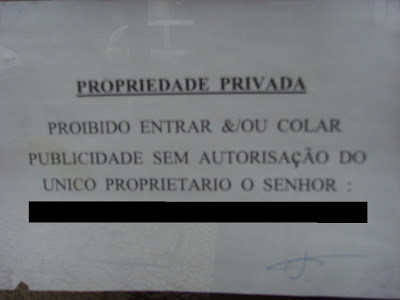 PROPRIEDADE PRIVADA
PROIBIDO ENTRAR &/OU COLAR
PUBLICIDADE SEM AUTORISAÇÃO DO
UNICO PROPRIETARIO O SENHOR :